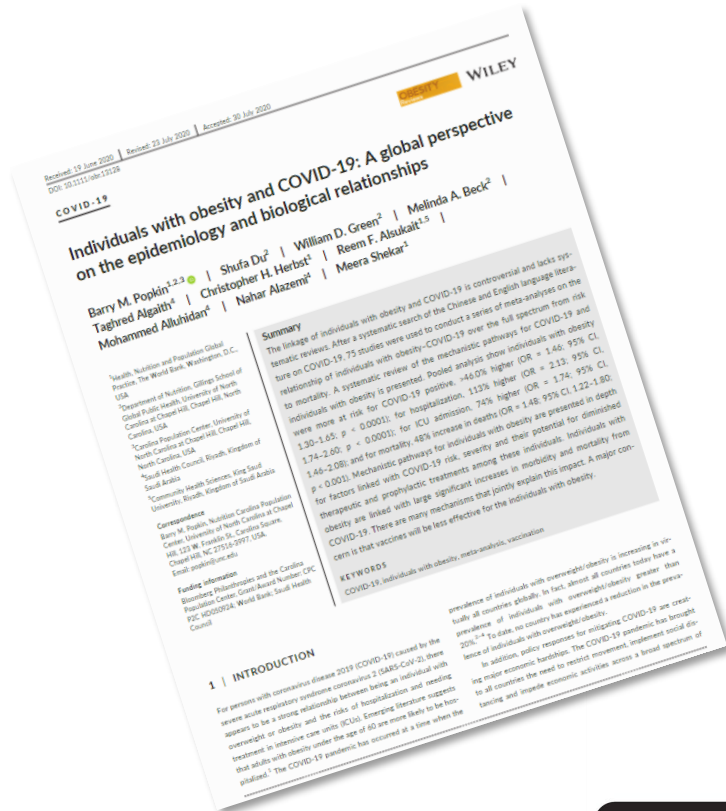 Received: 19 June 2020 | Revised: 23 July 2020 | Accepted: 30 July 2020
DOI: 10.1111/obr.13128
COVID-19
OBESITY
WILEY
Individuals with obesity and COVID-19: A global perspective
on the epidemiology and biological relationships
Barry M. Popkin1,2,3 | Shufa Du2 | William D. Green2 | Melinda A. Beck2 |
Taghred Algaith4 | Christopher H. Herbst1 | Reem F. Alsukait1,5 |
Mohammed Alluhidan4 | Nahar Alazemi4 | Meera Shekar1
1Health, Nutrition and Population Global
Practice, The World Bank, Washington, D.C.,
USA
2Department of Nutrition, Gillings School of
Global Public Health, University of North
Carolina at Chapel Hill, Chapel Hill, North
Carolina, USA
3Carolina Population Center, University of
North Carolina at Chapel Hill, Chapel Hill,
North Carolina, USA
4Saudi Health Council, Riyadh, Kingdom of
Saudi Arabia
5Community Health Sciences, King Saud
University, Riyadh, Kingdom of Saudi Arabia
Correspondence
Barry M. Popkin, Nutrition Carolina Population
Center, University of North Carolina at Chapel
Hill, 123 W. Franklin St., Carolina Square,
Chapel Hill, NC 27516-3997, USA.
Email: popkin@unc.edu
Funding information
Bloomberg Philanthropies and the Carolina
Population Center, Grant/Award Number: CPC
P2C HD050924; World Bank; Saudi Health
Council
Summary
The linkage of individuals with obesity and COVID-19 is controversial and lacks sys-
tematic reviews. After a systematic search of the Chinese and English language litera-
ture on COVID-19, 75 studies were used to conduct a series of meta-analyses on the
relationship of individuals with obesity–COVID-19 over the full spectrum from risk
to mortality. A systematic review of the mechanistic pathways for COVID-19 and
individuals with obesity is presented. Pooled analysis show individuals with obesity
were more at risk for COVID-19 positive, >46.0% higher (OR = 1.46; 95% CI,
1.30–1.65; p < 0.0001); for hospitalization, 113% higher (OR = 2.13; 95% CI,
1.74–2.60; p < 0.0001); for ICU admission, 74% higher (OR = 1.74; 95% CI,
1.46–2.08); and for mortality, 48% increase in deaths (OR = 1.48; 95% CI, 1.22–1.80;
p < 0.001). Mechanistic pathways for individuals with obesity are presented in depth
for factors linked with COVID-19 risk, severity and their potential for diminished
therapeutic and prophylactic treatments among these individuals. Individuals with
obesity are linked with large significant increases in morbidity and mortality from
COVID-19. There are many mechanisms that jointly explain this impact. A major con-
cern is that vaccines will be less effective for the individuals with obesity.
KEYWORDS
COVID-19, individuals with obesity, meta-analysis, vaccination
1 | INTRODUCTION
For persons with coronavirus disease 2019 (COVID-19) caused by the
severe acute respiratory syndrome coronavirus 2 (SARS-CoV-2), there
appears to be a strong relationship between being an individual with
overweight or obesity and the risks of hospitalization and needing
treatment in intensive care units (ICUs). Emerging literature suggests
that adults with obesity under the age of 60 are more likely to be hos-
pitalized.1 The COVID-19 pandemic has occurred at a time when the
prevalence of individuals with overweight/obesity is increasing in vir-
tually all countries globally. In fact, almost all countries today have a
prevalence of individuals with overweight/obesity greater than
20%.2–4 To date, no country has experienced a reduction in the preva-
lence of individuals with overweight/obesity.
In addition, policy responses for mitigating COVID-19 are creat-
ing major economic hardships. The COVID-19 pandemic has brought
to all countries the need to restrict movement, implement social dis-
tancing and impede economic activities across a broad spectrum of